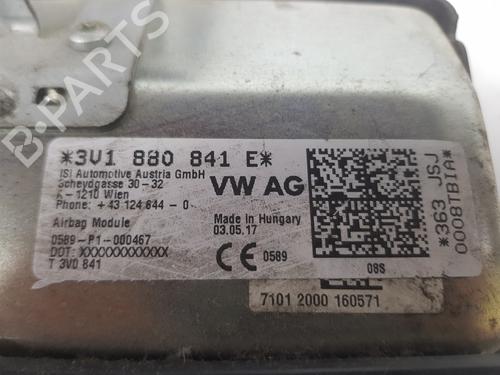 B-PARTS
*3V1 880 841 E*
ISi Automotive Austria GmbH
Scheydgasse 30-32
A-1210 Wien
Phone: +43 124 644-0
VW AG
Airbag Module
0589-P1-000467
DOT: XXXXXXXXXXXX
T 3V0 841
Made in Hungary
03.05.17
CE 0589
08S
*363 JSJ
0008TBIA*
7101 2000 160571